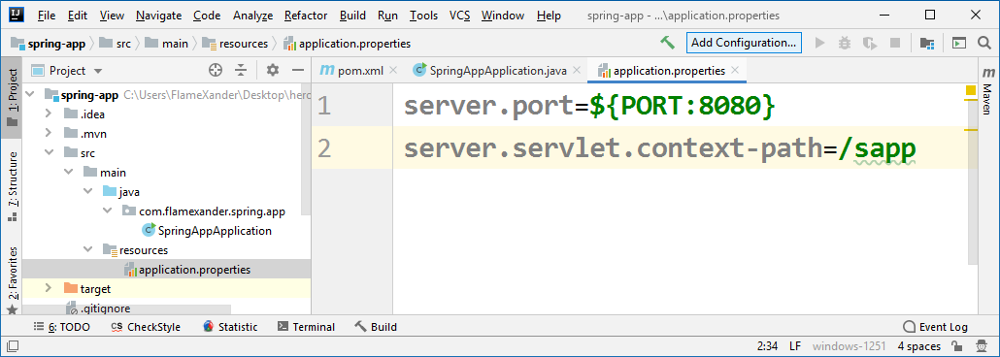 File Edit View Navigate Code Analyze Refactor Build Run Tools VCS Window Help spring-app - ...\application.properties
spring-app src main resources application.properties Add Configuration...
Project
pom.xml SpringAppApplication.java application.properties
1: Project
7: Structure
2: Favorites
spring-app C:\Users\FlameXander\Desktop\hero
.idea
.mvn
src
main
java
com.flamexander.spring.app
SpringAppApplication
resources
application.properties
target
.gitignore
1 server.port=${PORT:8080}
2 server.servlet.context-path=/sapp
Maven
6: TODO CheckStyle Statistic Terminal Build Event Log
2:34 LF windows-1251 4 spaces